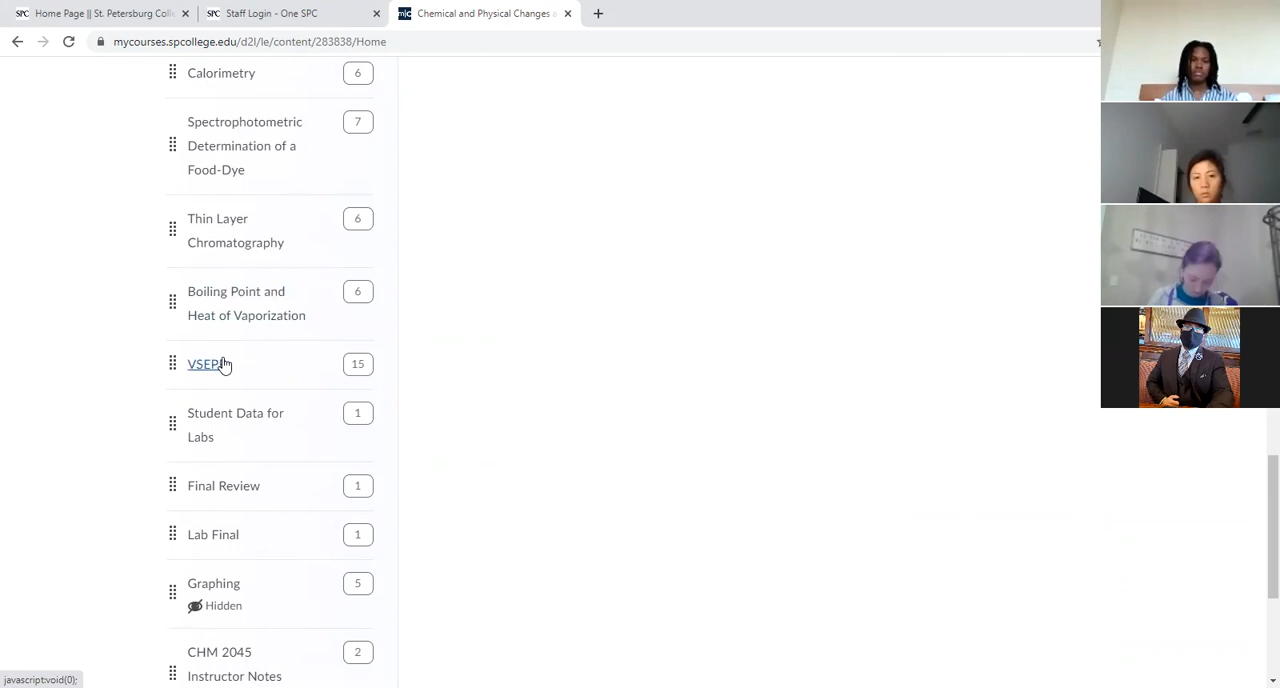 SPC Home Page || St. Petersburg Coll
SPC Staff Login - One SPC
Chemical and Physical Changes a
mycourses.spcollege.edu/d2l/le/content/283838/Home
Calorimetry 6
Spectrophotometric 7
Determination of a
Food-Dye
Thin Layer 6
Chromatography
Boiling Point and 6
Heat of Vaporization
VSEP 15
Student Data for 1
Labs
Final Review 1
Lab Final 1
Graphing 5
Hidden
CHM 2045 2
Instructor Notes
javascript:void(0);